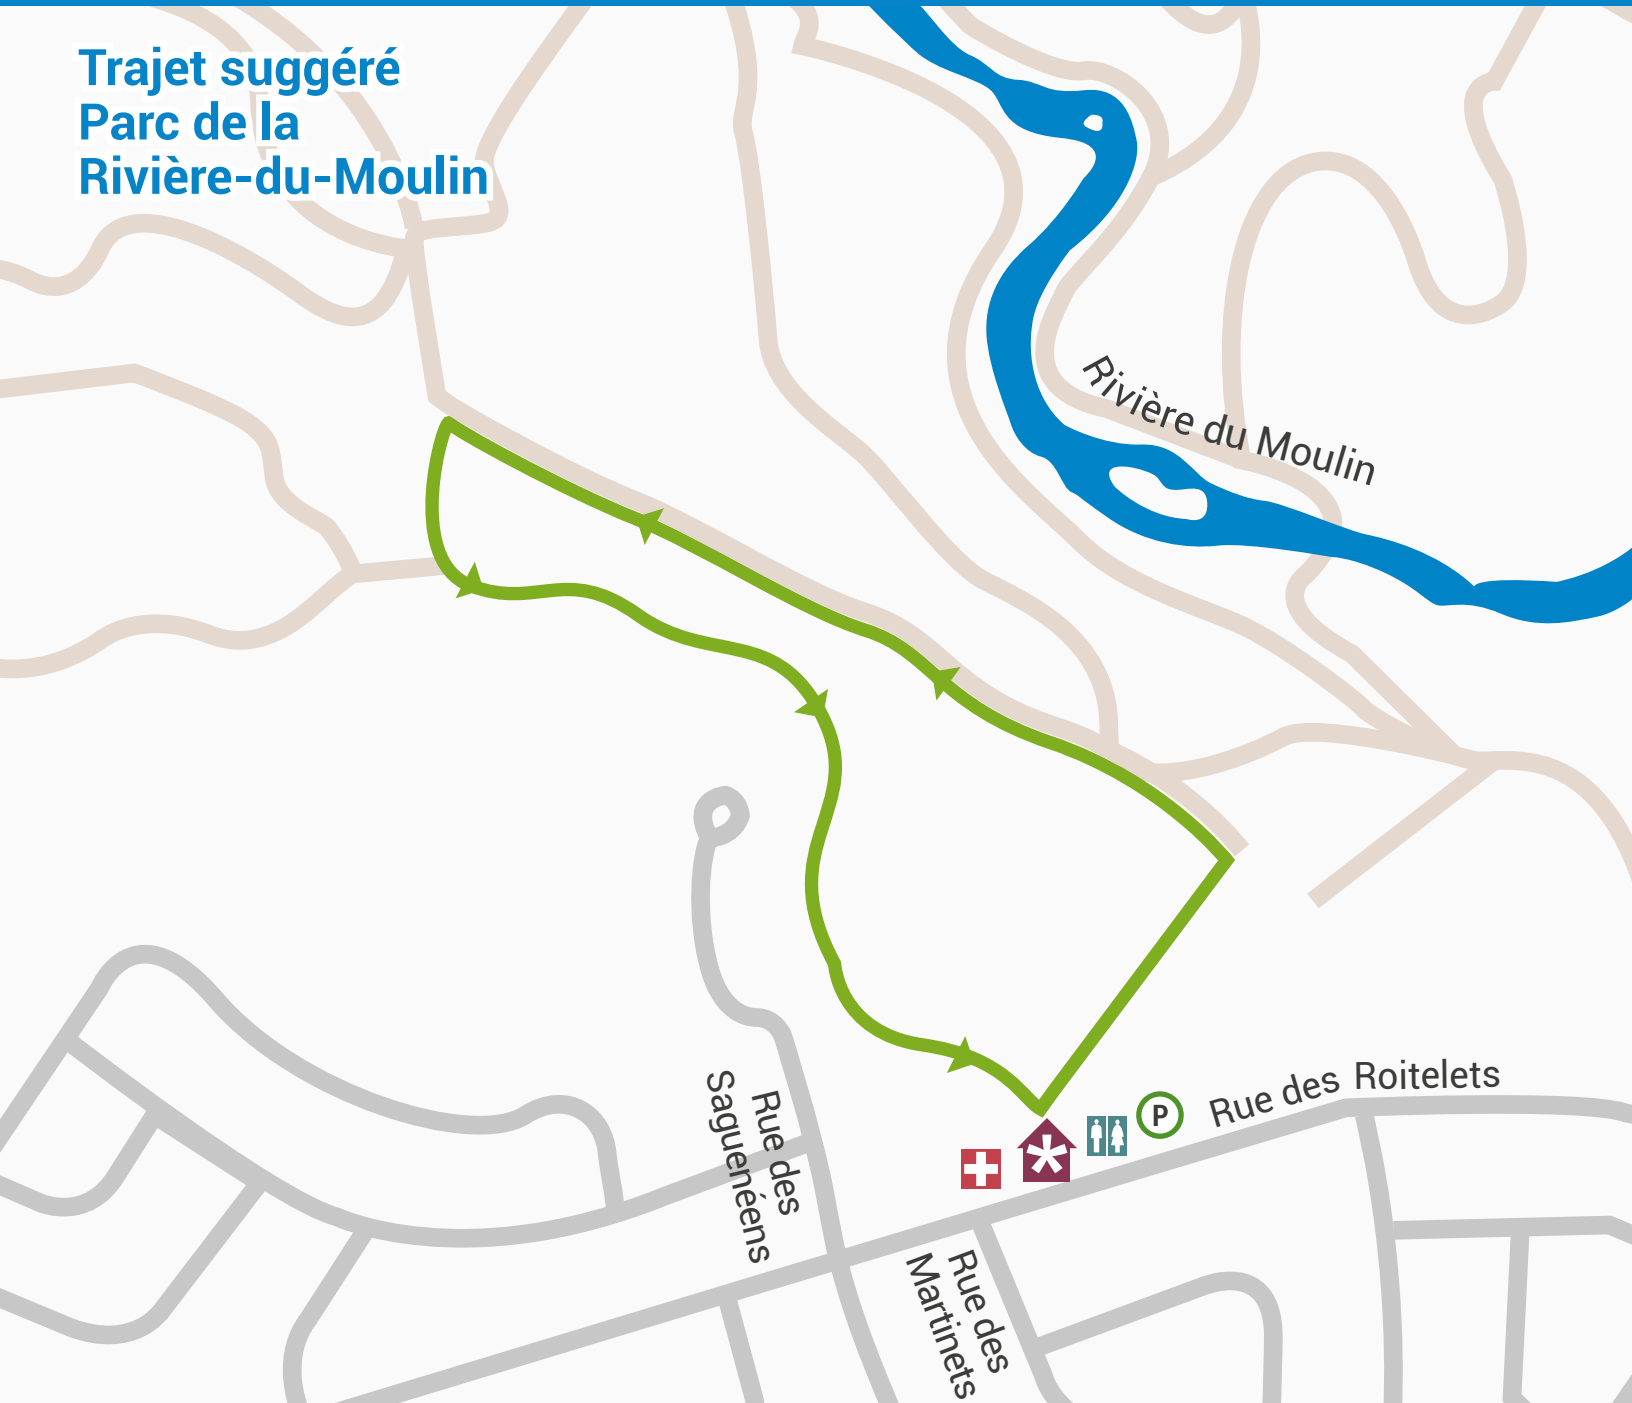 Trajet suggéré
Parc de la
Rivière-du-Moulin
Rivière du Moulin
Rue des Roitelets
P
Rue des
Saguenéens
Rue des
Martinets